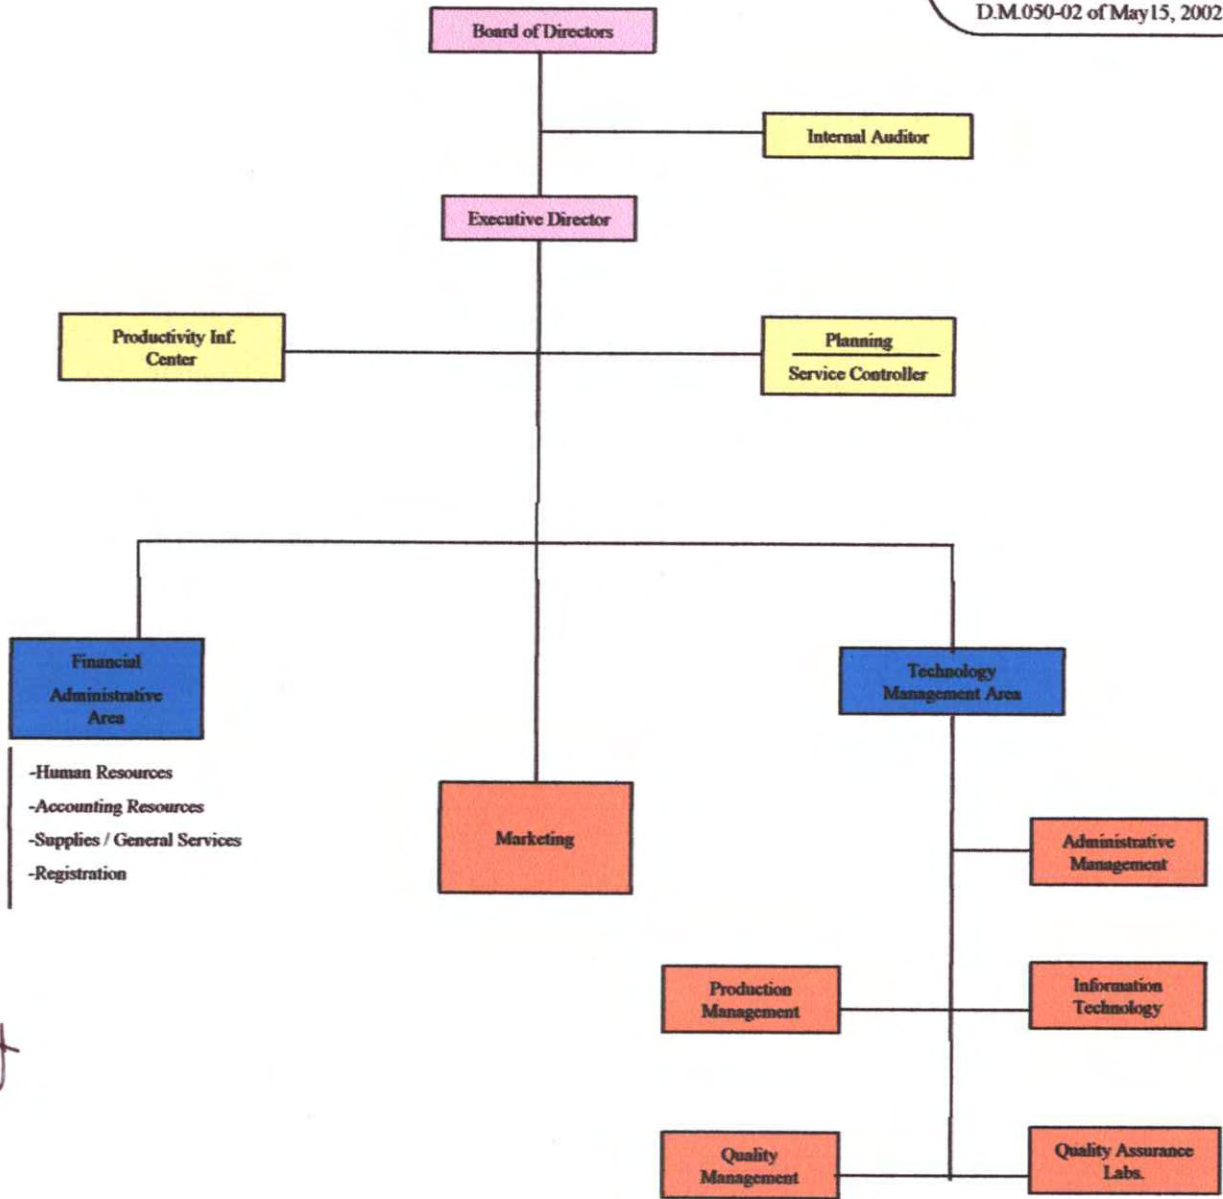 D.M.050-02 of May15, 2002
Board of Directors
Internal Auditor
Executive Director
Productivity Inf.
Center
Planning
Service Controller
Financial
Administrative
Area
-Human Resources
-Accounting Resources
-Supplies / General Services
-Registration
Marketing
Technology
Management Area
Administrative
Management
Production
Management
Information
Technology
Quality
Management
Quality Assurance
Labs.